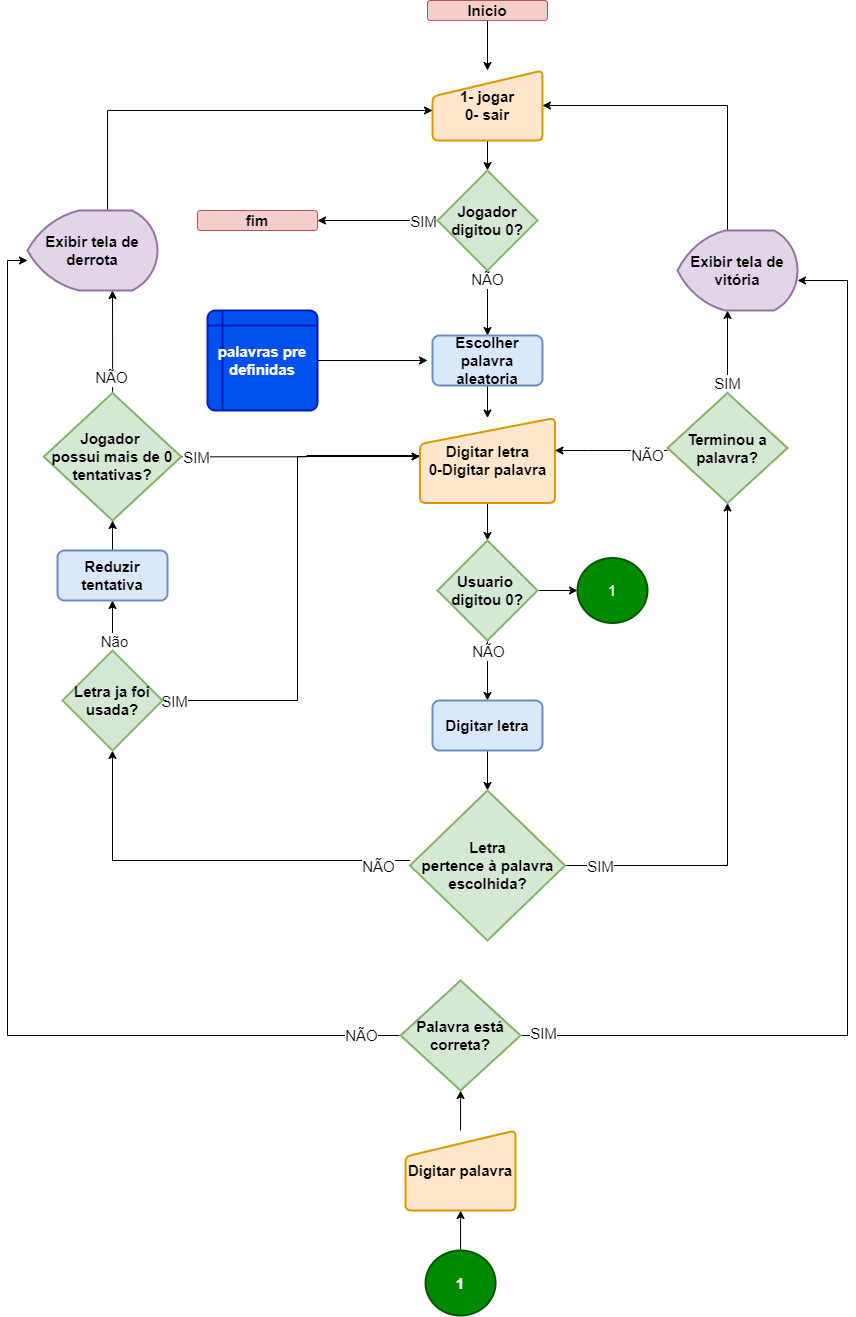 Inicio
1- jogar
0- sair
Jogador
digitou 0?
SIM
fim
NÃO
Exibir tela de
derrota
Exibir tela de
vitória
palavras pre
definidas
Escolher
palavra
aleatoria
NÃO
SIM
Jogador
possui mais de 0
tentativas?
SIM
Digitar letra
0-Digitar palavra
NÃO
Terminou a
palavra?
Reduzir
tentativa
Usuario
digitou 0?
1
Não
NÃO
Letra ja foi
usada?
SIM
Digitar letra
NÃO
Letra
pertence à palavra
escolhida?
SIM
NÃO
Palavra está
correta?
SIM
Digitar palavra
1